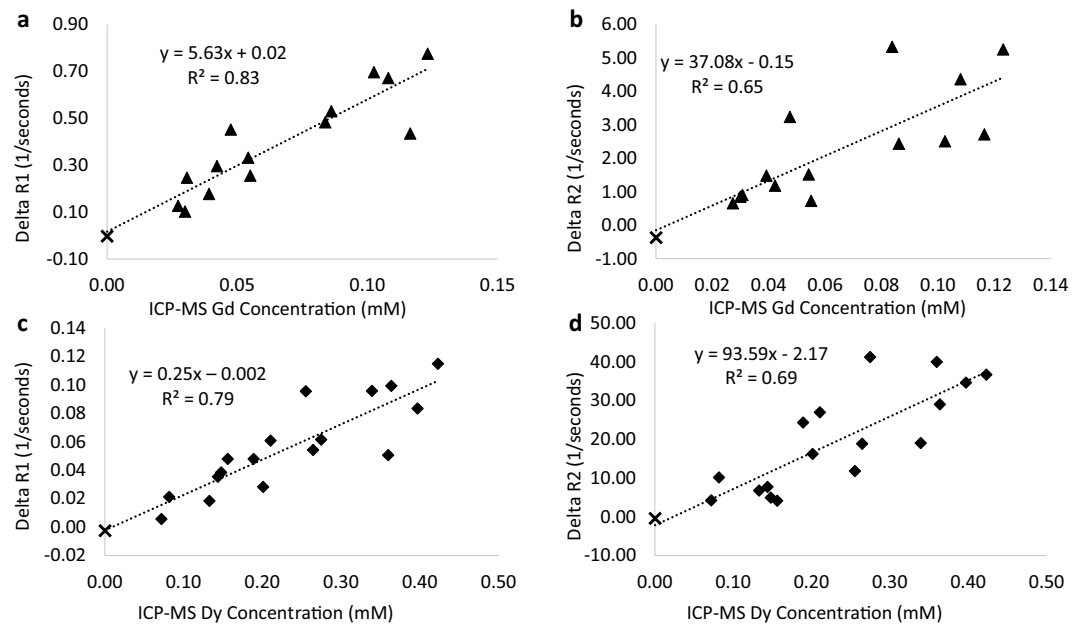 a
0.90
0.70
0.50
0.30
0.10
-0.10
Delta R1 (1/seconds)
y = 5.63x + 0.02
R² = 0.83
0.00
0.05
0.10
0.15
ICP-MS Gd Concentration (mM)
b
6.00
5.00
4.00
3.00
2.00
1.00
0.00
-1.00
Delta R2 (1/seconds)
y = 37.08x - 0.15
R² = 0.65
0.00
0.02
0.04
0.06
0.08
0.10
0.12
0.14
ICP-MS Gd Concentration (mM)
c
0.14
0.12
0.10
0.08
0.06
0.04
0.02
0.00
-0.02
Delta R1 (1/seconds)
y = 0.25x – 0.002
R² = 0.79
0.00
0.10
0.20
0.30
0.40
0.50
ICP-MS Dy Concentration (mM)
d
50.00
40.00
30.00
20.00
10.00
0.00
-10.00
Delta R2 (1/seconds)
y = 93.59x - 2.17
R² = 0.69
0.00
0.10
0.20
0.30
0.40
0.50
ICP-MS Dy Concentration (mM)